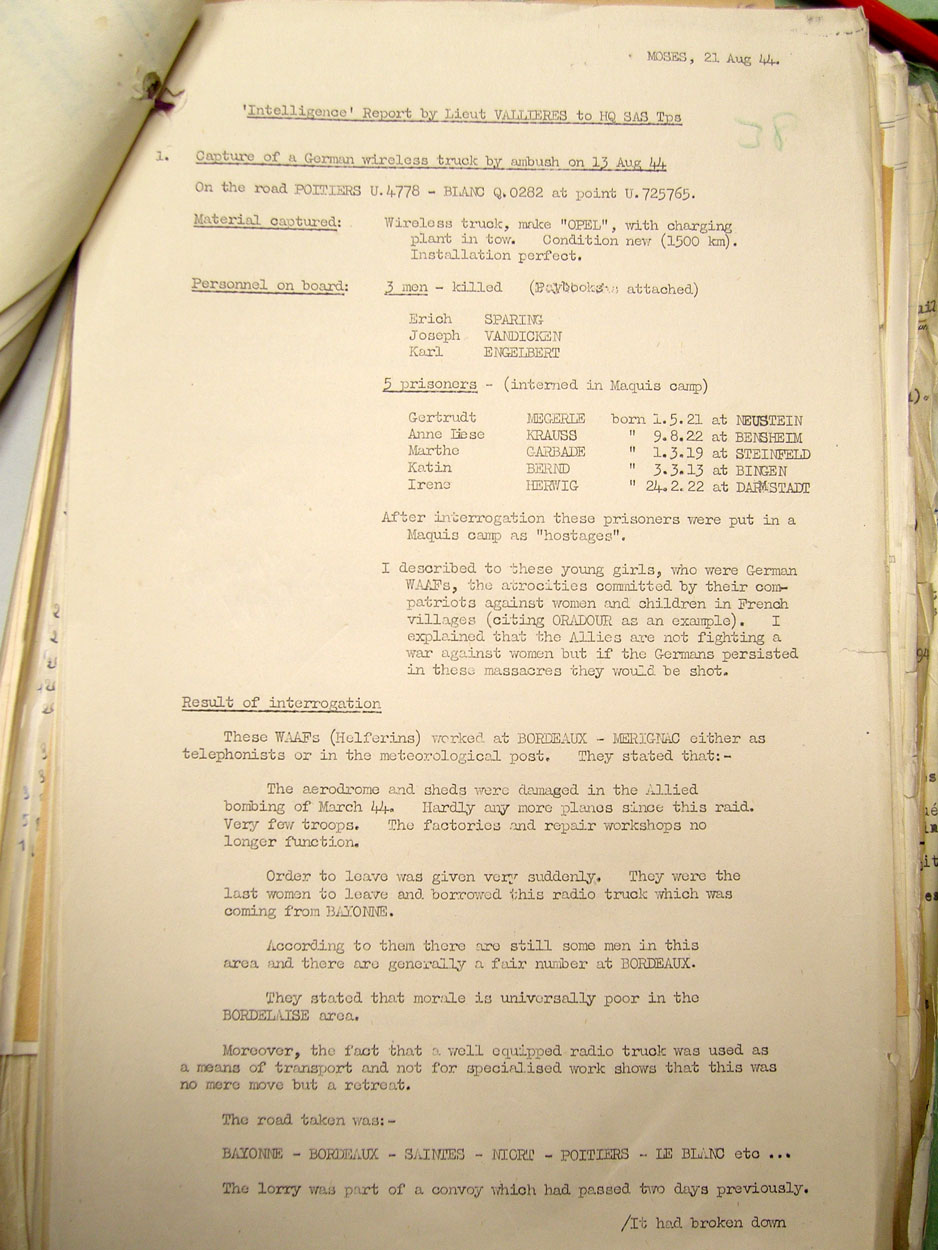 MOSES, 21 Aug 44.
'Intelligence' Report by Lieut VALLIERES to HQ SAS Tps
58
1. Capture of a German wireless truck by ambush on 13 Aug 44
On the road POITIERS U.4778 - BLANC Q.0282 at point U.725765.
Material captured: Wireless truck, make "OPEL", with charging
plant in tow. Condition new (1500 km).
Installation perfect.
Personnel on board: 3 men - killed (Paybooks attached)
Erich SPARING
Joseph VANDICKEN
Karl ENGELBERT
5 prisoners - (interned in Maquis camp)
Gertrudt MEGERLE born 1.5.21 at NEUSTEIN
Anne Liese KRAUSS " 9.8.22 at BENSHEIM
Marthe GARBADE " 1.3.19 at STEINFELD
Katin BERND " 3.3.13 at BINGEN
Irene HERWIG " 24.2.22 at DARMSTADT
After interrogation these prisoners were put in a
Maquis camp as "hostages".
I described to these young girls, who were German
WAAFs, the atrocities committed by their com-
patriots against women and children in French
villages (citing ORADOUR as an example). I
explained that the Allies are not fighting a
war against women but if the Germans persisted
in these massacres they would be shot.
Result of interrogation
These WAAFs (Helferins) worked at BORDEAUX - MERIGNAC either as
telephonists or in the meteorological post. They stated that:-
The aerodrome and sheds were damaged in the Allied
bombing of March 44. Hardly any more planes since this raid.
Very few troops. The factories and repair workshops no
longer function.
Order to leave was given very suddenly. They were the
last women to leave and borrowed this radio truck which was
coming from BAYONNE.
According to them there are still some men in this
area and there are generally a fair number at BORDEAUX.
They stated that morale is universally poor in the
BORDELAISE area.
Moreover, the fact that a well equipped radio truck was used as
a means of transport and not for specialised work shows that this was
no mere move but a retreat.
The road taken was:-
BAYONNE - BORDEAUX - SAINTES - NIORT - POITIERS - LE BLANC etc ...
The lorry was part of a convoy which had passed two days previously.
/It had broken down